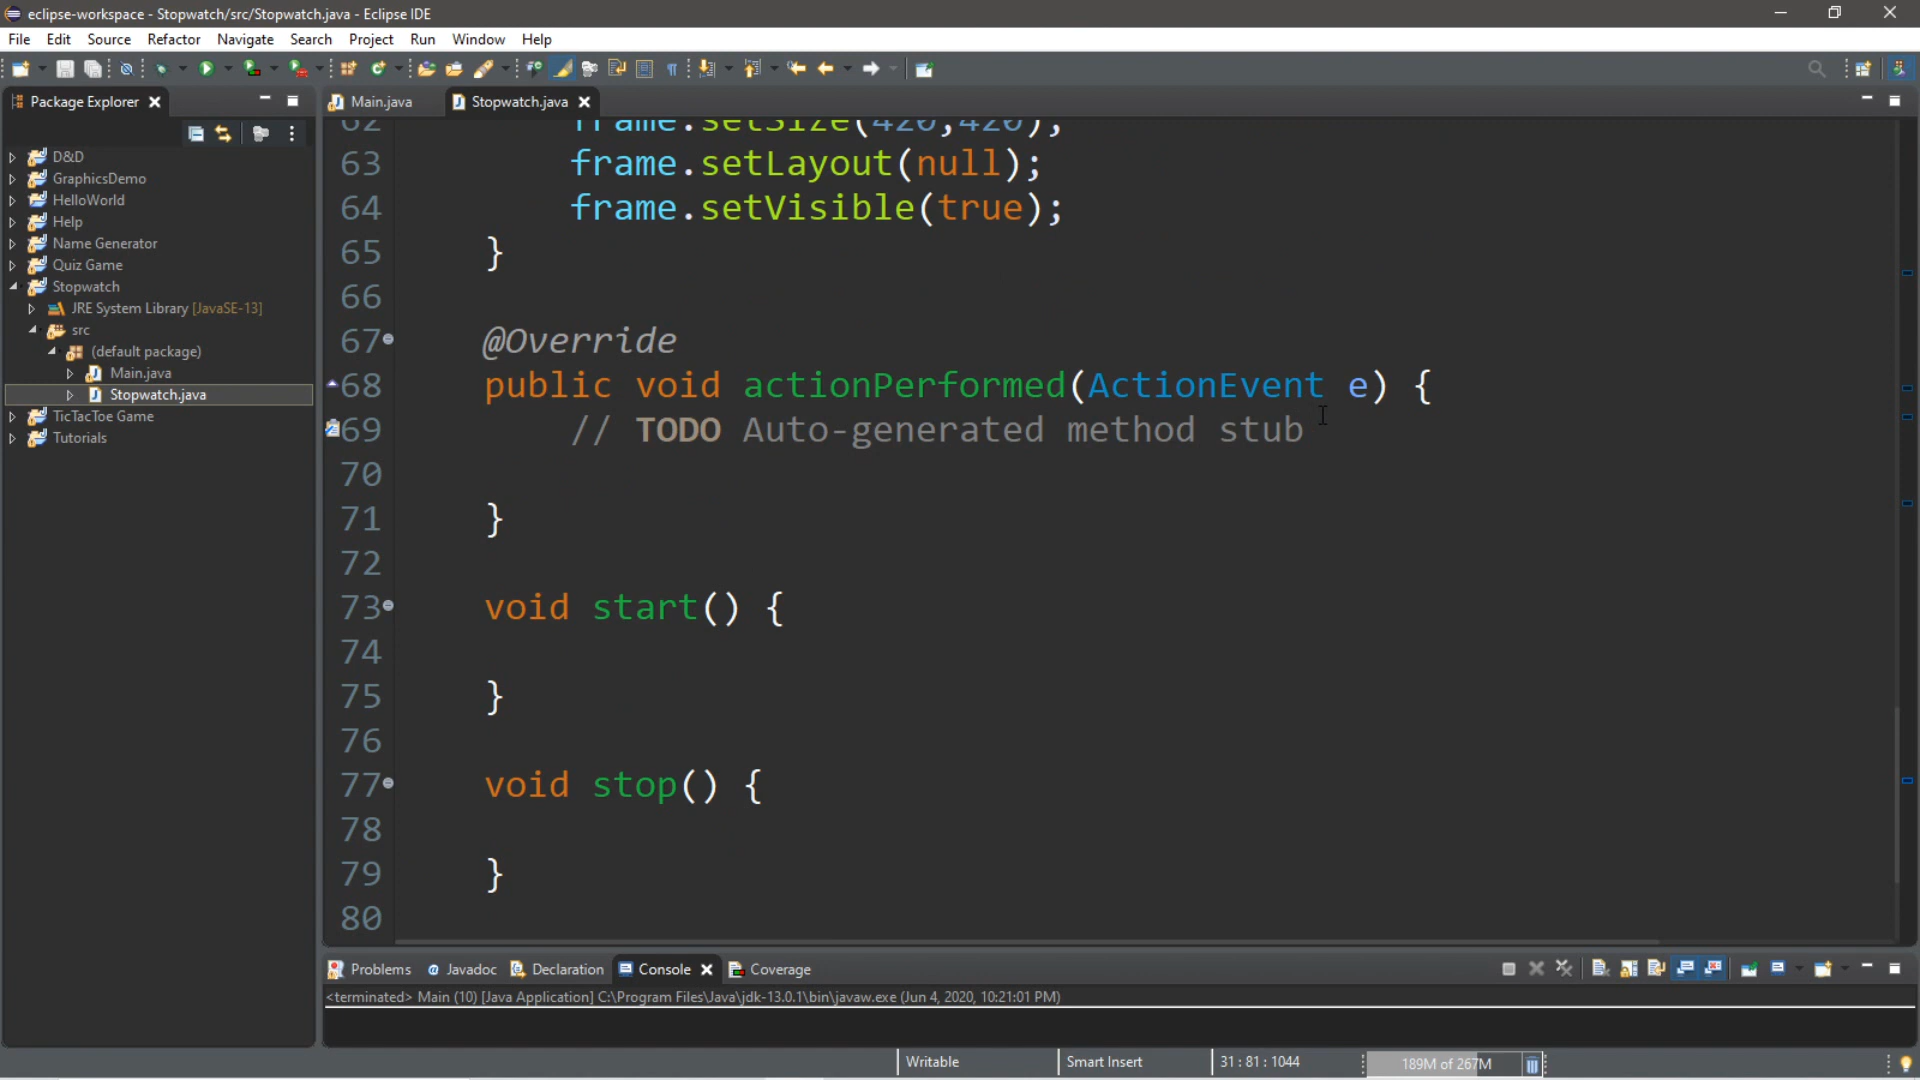 eclipse-workspace - Stopwatch/src/Stopwatch.java - Eclipse IDE
File Edit Source Refactor Navigate Search Project Run Window Help
Package Explorer
Main.java Stopwatch.java
D&D
GraphicsDemo
HelloWorld
Help
Name Generator
Quiz Game
Stopwatch
JRE System Library [JavaSE-13]
src
(default package)
Main.java
Stopwatch.java
TicTacToe Game
Tutorials
62 frame.setSize(420,420);
63 frame.setLayout(null);
64 frame.setVisible(true);
65 }
66
67 @Override
68 public void actionPerformed(ActionEvent e) {
69 // TODO Auto-generated method stub
70
71 }
72
73 void start() {
74
75 }
76
77 void stop() {
78
79 }
80
Problems @ Javadoc Declaration Console Coverage
<terminated> Main (10) [Java Application] C:\Program Files\Java\jdk-13.0.1\bin\javaw.exe (Jun 4, 2020, 10:21:01 PM)
Writable Smart Insert 31 : 81 : 1044 189M of 267M